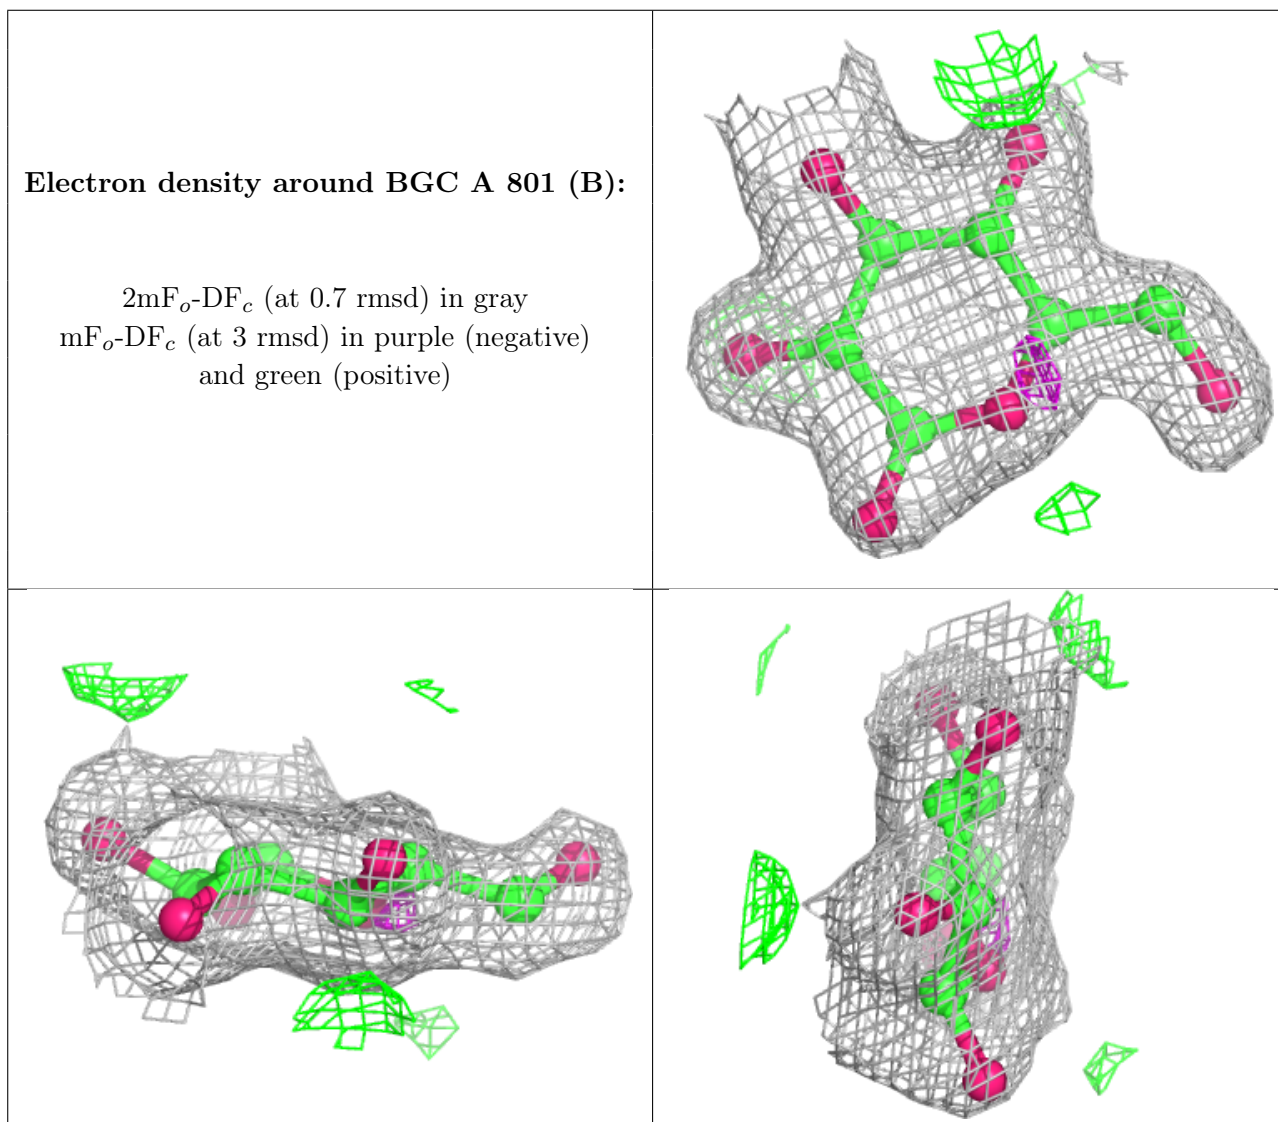 Electron density around BGC A 801 (B):
2mFo-DFc (at 0.7 rmsd) in gray
mFo-DFc (at 3 rmsd) in purple (negative)
and green (positive)